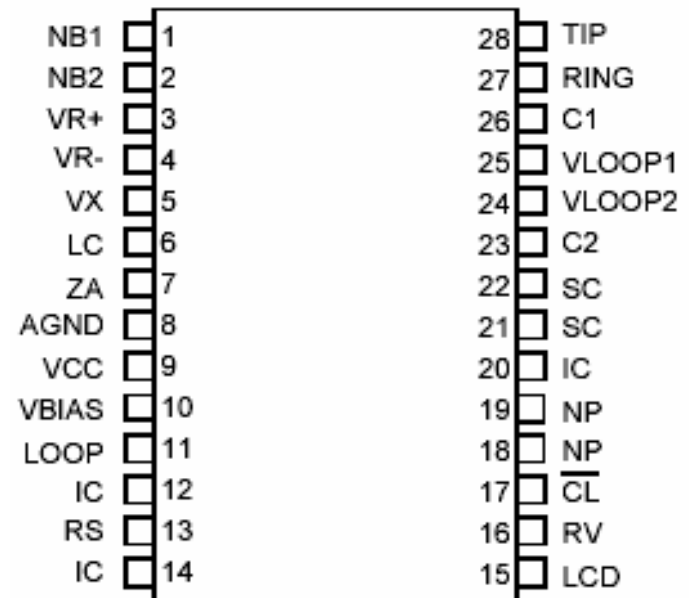 NB1 1 28 TIP
NB2 2 27 RING
VR+ 3 26 C1
VR- 4 25 VLOOP1
VX 5 24 VLOOP2
LC 6 23 C2
ZA 7 22 SC
AGND 8 21 SC
VCC 9 20 IC
VBIAS 10 19 NP
LOOP 11 18 NP
IC 12 17 C̅L̅
RS 13 16 RV
IC 14 15 LCD